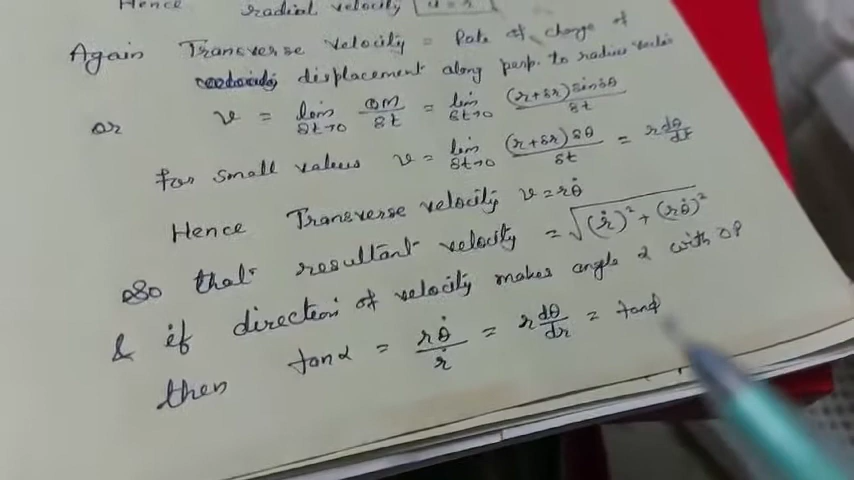 Hence radial velocity u = ṙ
Again Transverse velocity = Rate of change of
displacement along perp. to radius vector
or v = lim δt→0 QM/δt = lim δt→0 (r+δr) sinδθ/δt
for small values v = lim δt→0 (r+δr)δθ/δt = r dθ/dt
Hence Transverse velocity v = rθ̇
So that resultant velocity = √((ṙ)² + (rθ̇)²)
& if direction of velocity makes angle α with OP
then tanα = rθ̇/ṙ = r dθ/dr = tanϕ